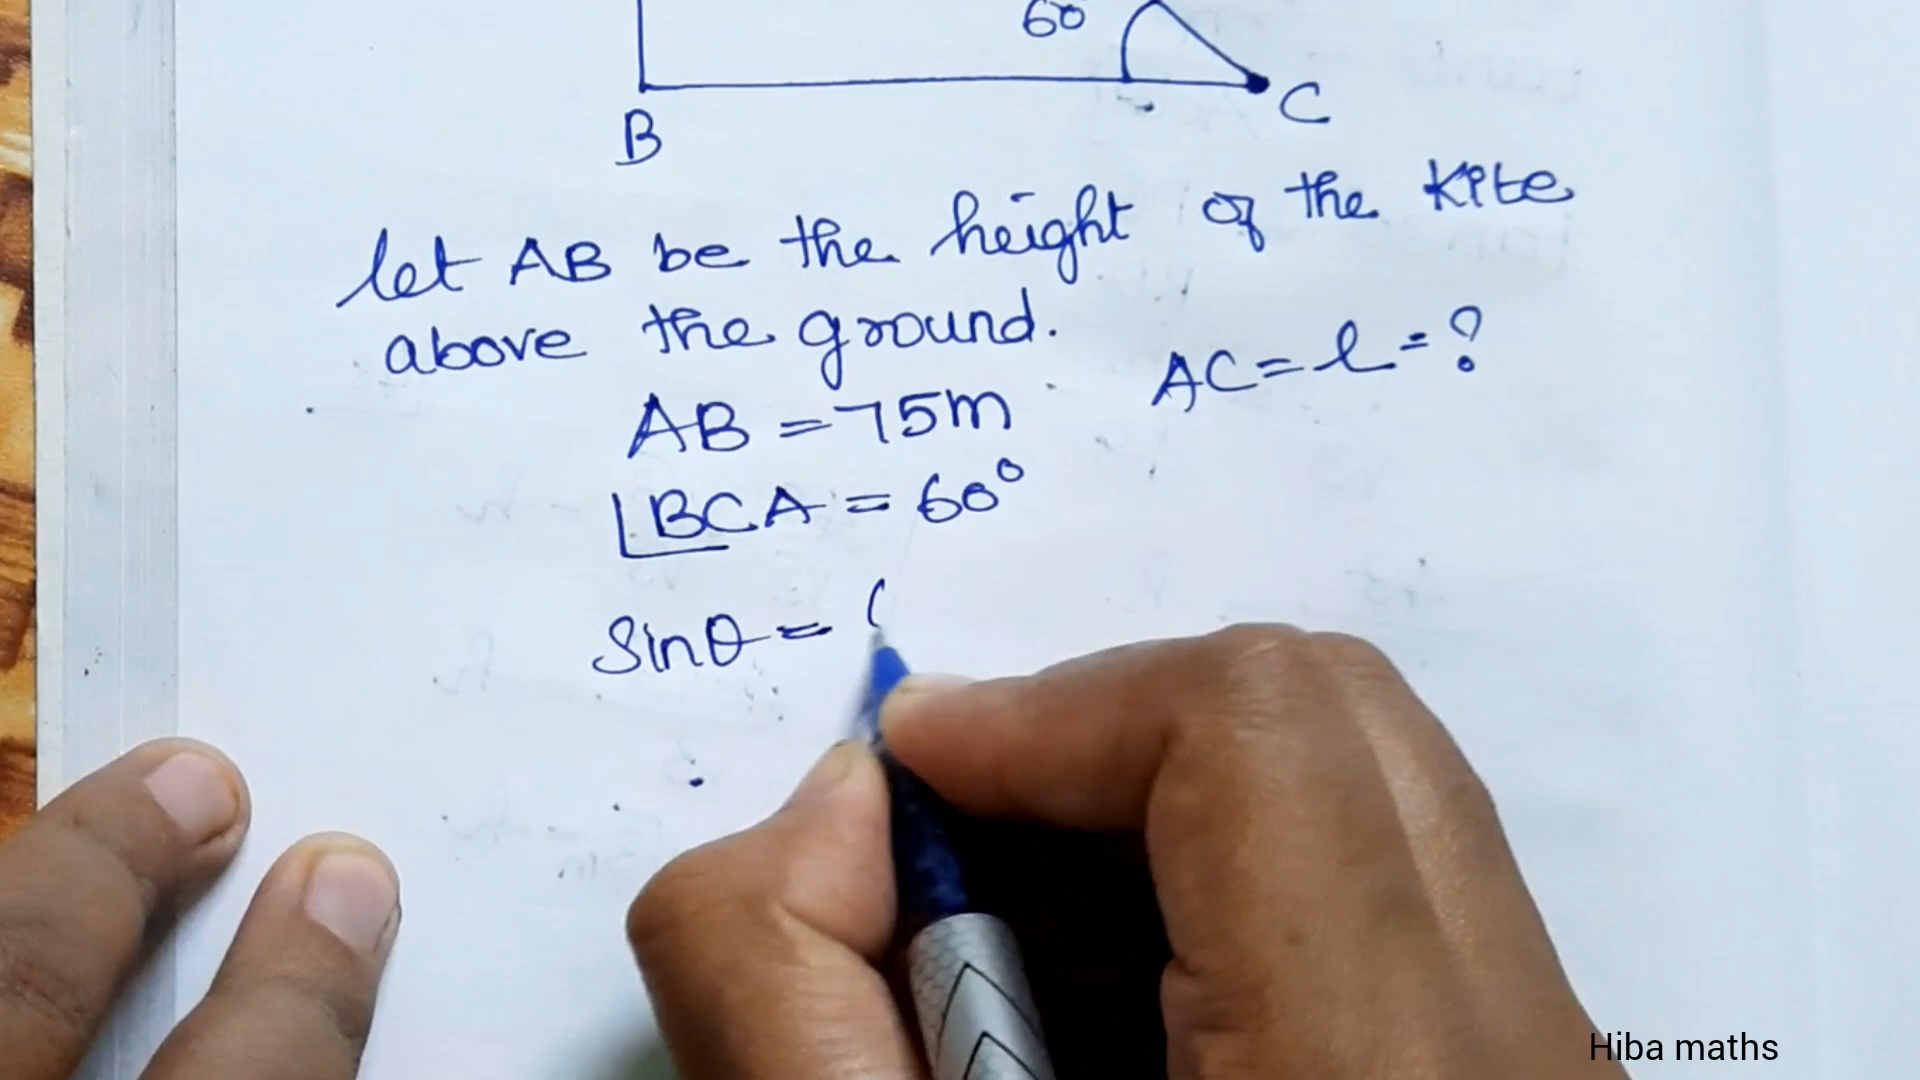 60
B
C
let AB be the height of the Kite
above the ground.
AC = l = ?
AB = 75m
∠BCA = 60°
Sinθ =
Hiba maths